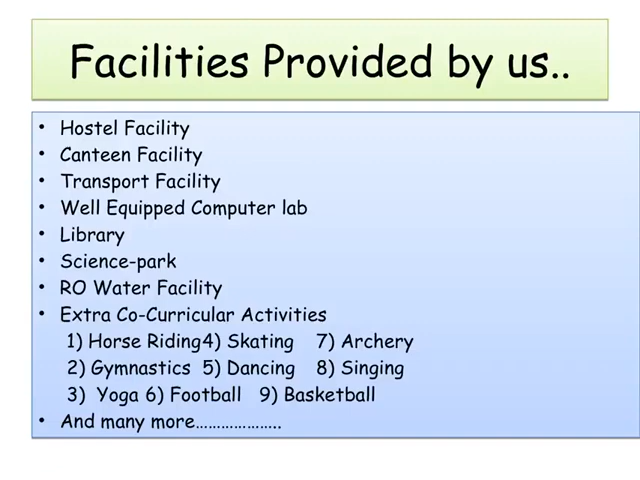 Facilities Provided by us..
• Hostel Facility
• Canteen Facility
• Transport Facility
• Well Equipped Computer lab
• Library
• Science-park
• RO Water Facility
• Extra Co-Curricular Activities
1) Horse Riding4) Skating 7) Archery
2) Gymnastics 5) Dancing 8) Singing
3) Yoga 6) Football 9) Basketball
• And many more………………..